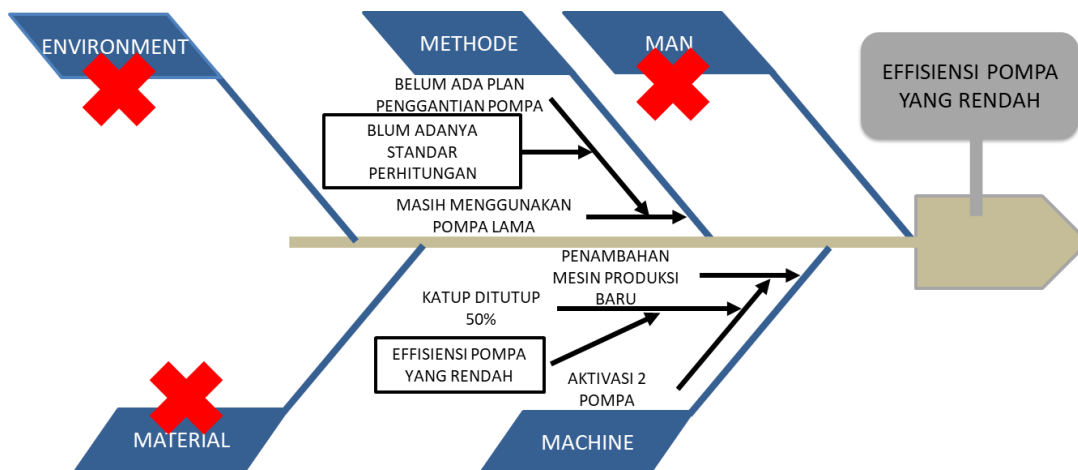 ENVIRONMENT
METHODE
MAN
EFFISIENSI POMPA
YANG RENDAH
BELUM ADA PLAN
PENGGANTIAN POMPA
BLUM ADANYA
STANDAR
PERHITUNGAN
MASIH MENGGUNAKAN
POMPA LAMA
PENAMBAHAN
MESIN PRODUKSI
BARU
KATUP DITUTUP
50%
EFFISIENSI POMPA
YANG RENDAH
AKTIVASI 2
POMPA
MATERIAL
MACHINE